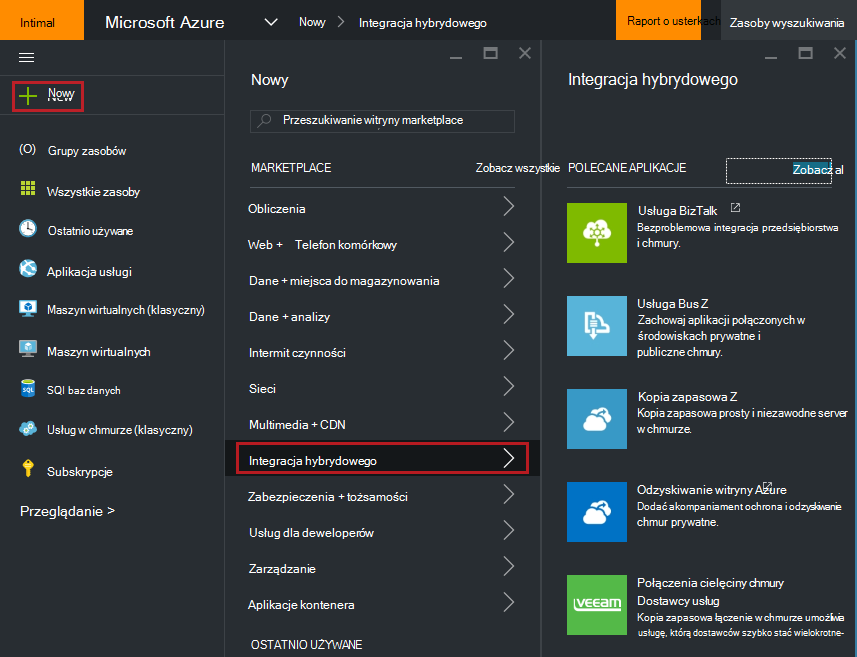 Intimal
Microsoft Azure
Nowy
Integracja hybrydowego
Raport o usterkach
Zasoby wyszukiwania
Nowy
Grupy zasobów
Wszystkie zasoby
Ostatnio używane
Aplikacja usługi
Maszyn wirtualnych (klasyczny)
Maszyn wirtualnych
SQL
SQl baz danych
Usług w chmurze (klasyczny)
Subskrypcje
Przeglądanie >
Nowy
Przeszukiwanie witryny marketplace
MARKETPLACE
Zobacz wszystkie
Obliczenia
Web + Telefon komórkowy
Dane + miejsca do magazynowania
Dane + analizy
Intermit czynności
Sieci
Multimedia + CDN
Integracja hybrydowego
Zabezpieczenia + tożsamości
Usług dla deweloperów
Zarządzanie
Aplikacje kontenera
OSTATNIO UŻYWANE
Integracja hybrydowego
POLECANE APLIKACJE
Zobacz al
Usługa BizTalk
Bezproblemowa integracja przedsiębiorstwa
i chmury.
Usługa Bus Z
Zachowaj aplikacji połączonych w
środowiskach prywatne i
publiczne chmury.
Kopia zapasowa Z
Kopia zapasowa prosty i niezawodne server
w chmurze.
Odzyskiwanie witryny Azure
Dodać akompaniament ochrona i odzyskiwanie
chmur prywatne.
veeam
Połączenia cielęciny chmury
Dostawcy usług
Kopia zapasowa łączenie w chmurze umożliwia
usługę, którą dostawców szybko stać wielokrotne-